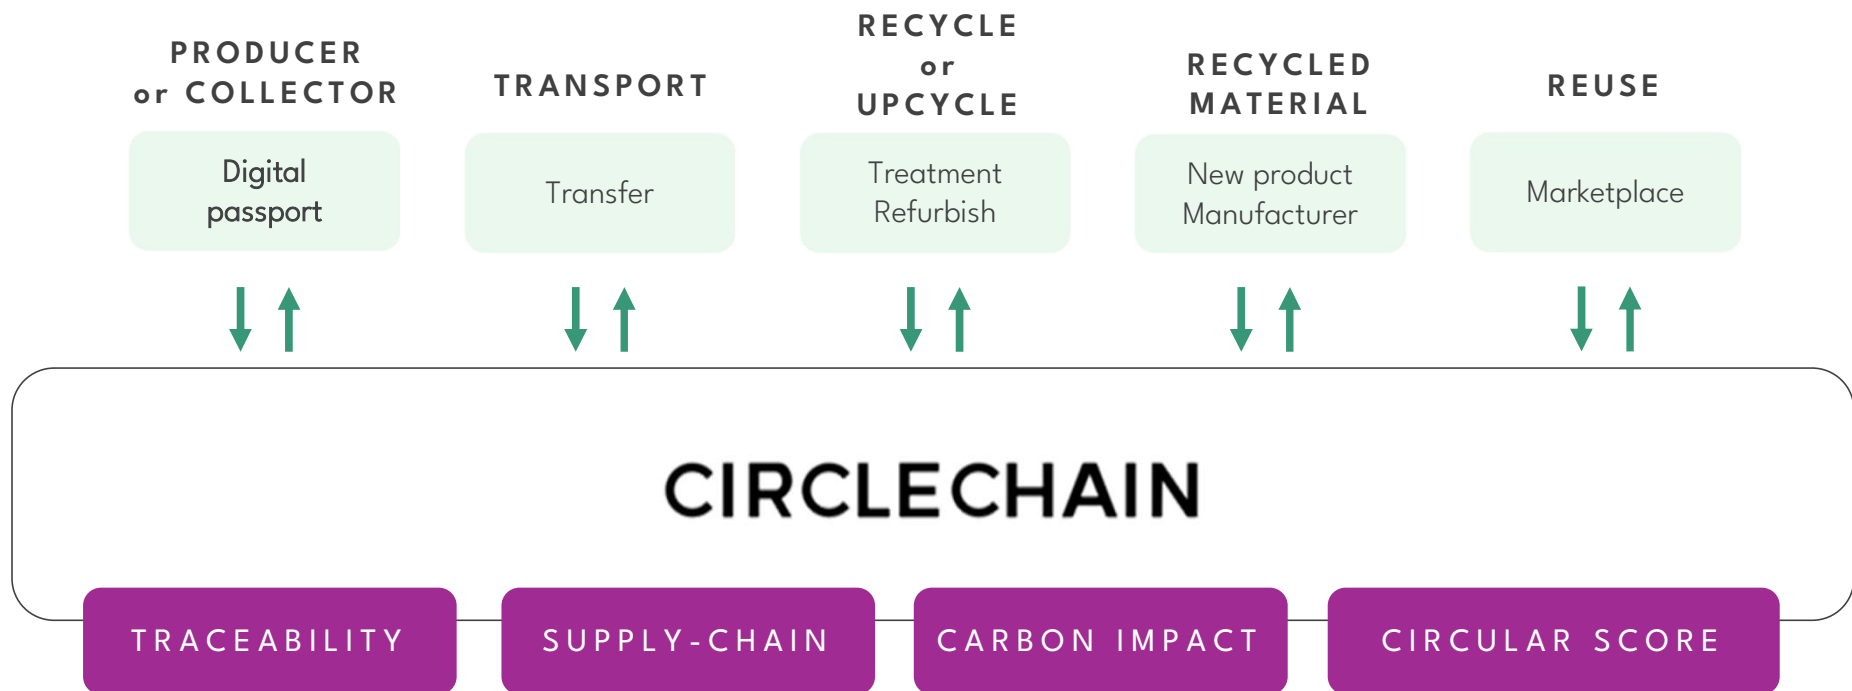 PRODUCER
or COLLECTOR
TRANSPORT
RECYCLE
or
UPCYCLE
RECYCLED
MATERIAL
REUSE
Digital
passport
Transfer
Treatment
Refurbish
New product
Manufacturer
Marketplace
CIRCLECHAIN
TRACEABILITY
SUPPLY-CHAIN
CARBON IMPACT
CIRCULAR SCORE